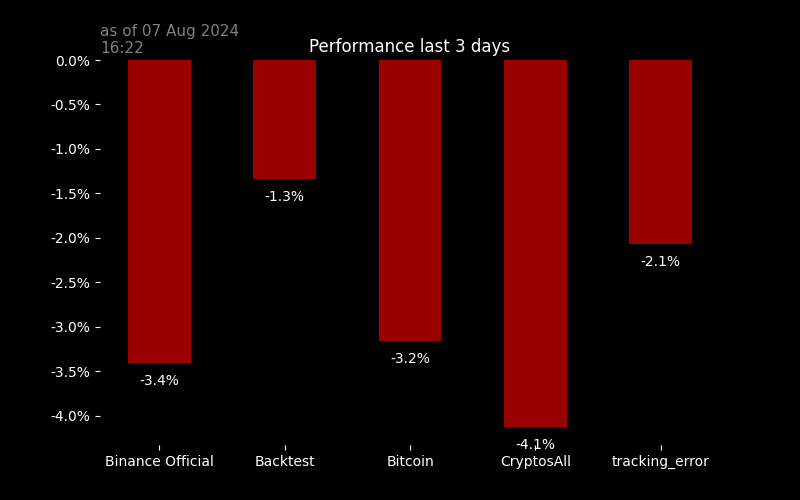 as of 07 Aug 2024
16:22
Performance last 3 days
0.0%
-0.5%
-1.0%
-1.5%
-2.0%
-2.5%
-3.0%
-3.5%
-4.0%
-3.4%
-1.3%
-3.2%
-4.1%
-2.1%
Binance Official
Backtest
Bitcoin
CryptosAll
tracking_error